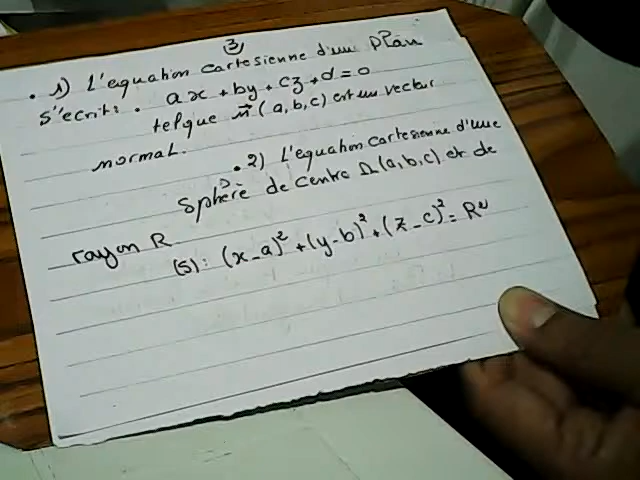 3
. 1) L'equation cartesienne d'un Plan
s'ecrit : . ax + by + cz + d = 0
telque n⃗ (a, b, c) est un vecteur
normal.
. 2) L'equation cartesienne d'une
Sphère de centre Ω(a, b, c) et de
rayon R
(S) : (x - a)² + (y - b)² + (z - c)² = R²